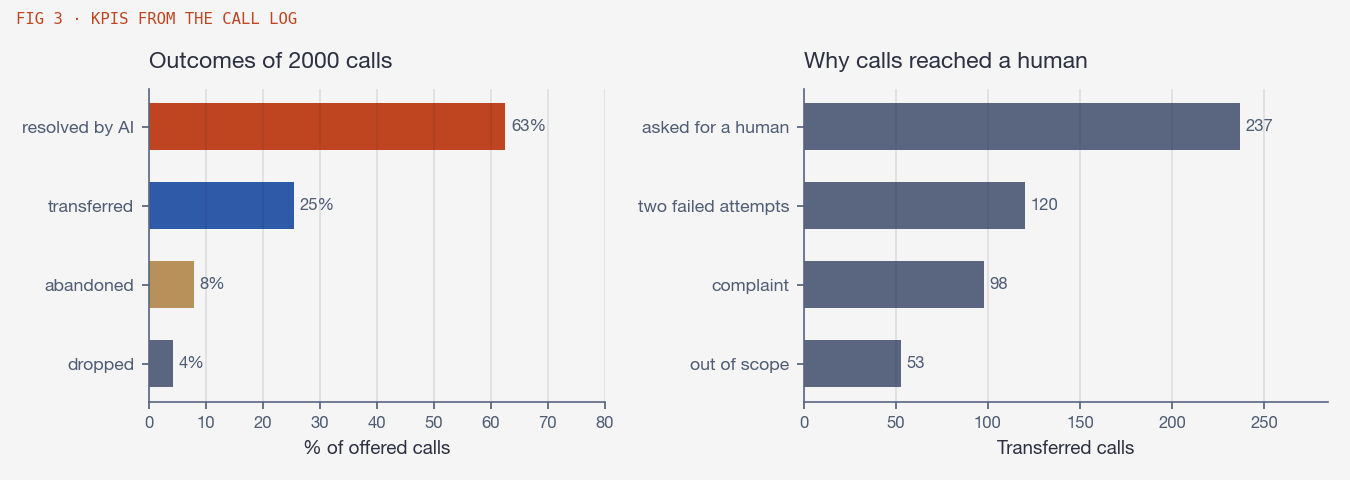 FIG 3 · KPIS FROM THE CALL LOG
Outcomes of 2000 calls
resolved by AI
63%
transferred
25%
abandoned
8%
dropped
4%
0 10 20 30 40 50 60 70 80
% of offered calls
Why calls reached a human
asked for a human
237
two failed attempts
120
complaint
98
out of scope
53
0 50 100 150 200 250
Transferred calls